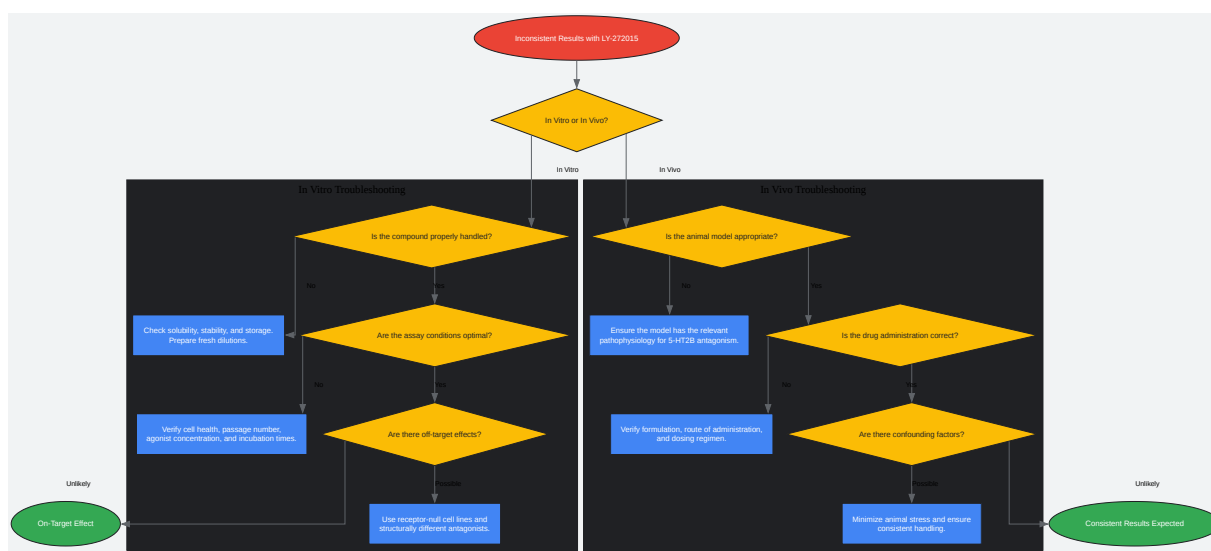 Inconsistent Results with LY-272015
In Vitro or In Vivo?
In Vitro
In Vivo
In Vitro Troubleshooting
Is the compound properly handled?
No
Yes
Check solubility, stability, and storage.
Prepare fresh dilutions.
Are the assay conditions optimal?
No
Yes
Verify cell health, passage number,
agonist concentration, and incubation times.
Are there off-target effects?
Unlikely
Possible
On-Target Effect
Use receptor-null cell lines and
structurally different antagonists.
In Vivo Troubleshooting
Is the animal model appropriate?
No
Yes
Ensure the model has the relevant
pathophysiology for 5-HT2B antagonism.
Is the drug administration correct?
No
Yes
Verify formulation, route of administration,
and dosing regimen.
Are there confounding factors?
Possible
Unlikely
Minimize animal stress and ensure
consistent handling.
Consistent Results Expected